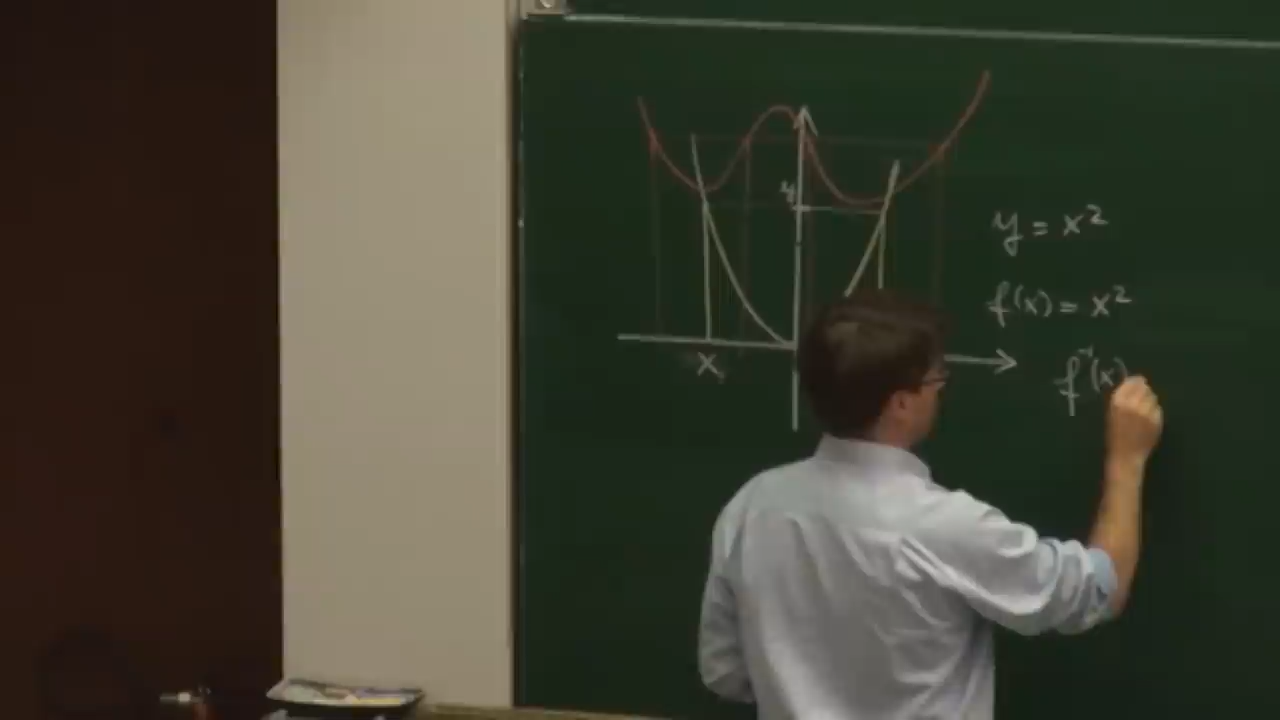 y
x
y = x²
f(x) = x²
f⁻¹(x)